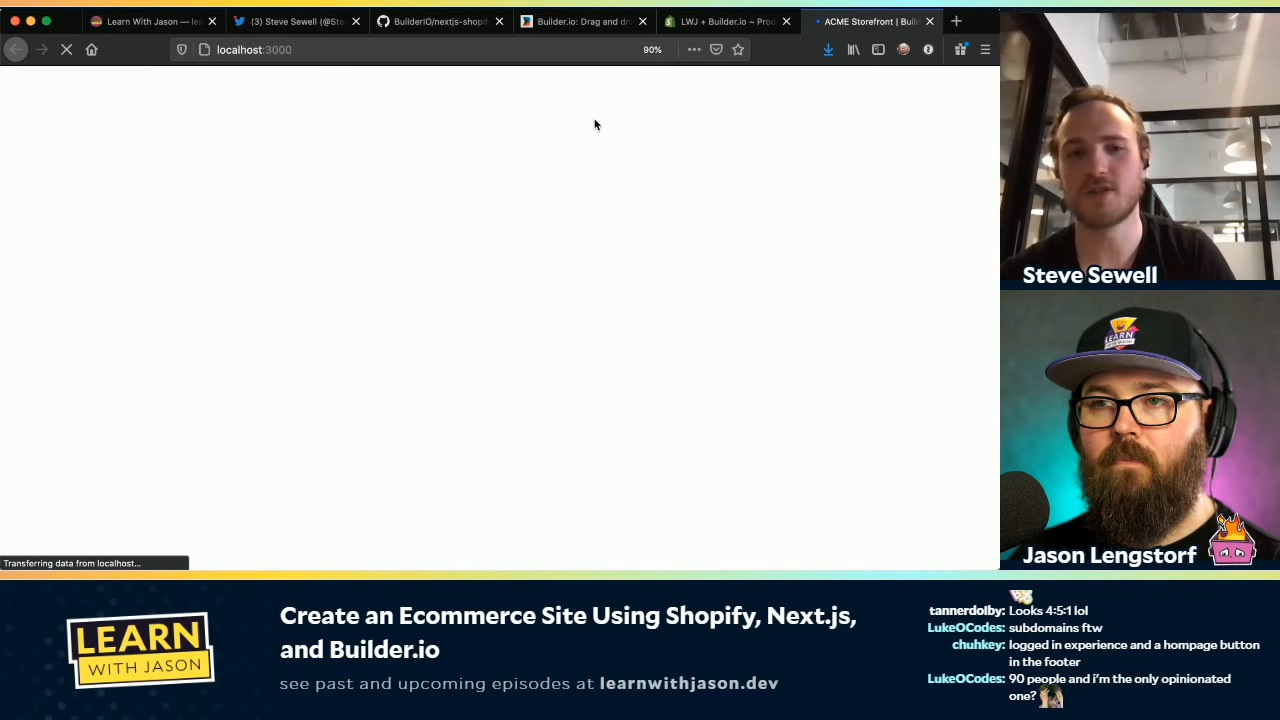 Learn With Jason — le
(3) Steve Sewell (@Ste
BuilderIO/nextjs-shopif
Builder.io: Drag and dr
LWJ + Builder.io ~ Pro
ACME Storefront | Buil
localhost:3000
90%
Steve Sewell
LEARN
Jason Lengstorf
Transferring data from localhost...
LEARN
WITH JASON
Create an Ecommerce Site Using Shopify, Next.js,
and Builder.io
see past and upcoming episodes at learnwithjason.dev
tannerdolby: Looks 4:5:1 lol
LukeOCodes: subdomains ftw
chuhkey: logged in experience and a hompage button
in the footer
LukeOCodes: 90 people and i'm the only opinionated
one?